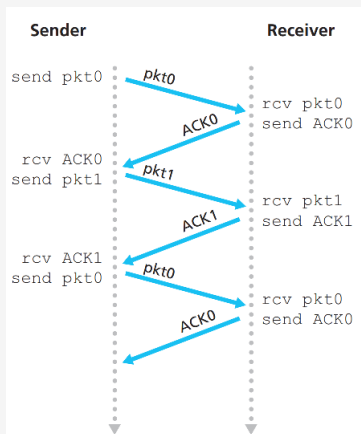 Sender Receiver
send pkt0
pkt0
rcv pkt0
send ACK0
ACK0
rcv ACK0
send pkt1
pkt1
rcv pkt1
send ACK1
ACK1
rcv ACK1
send pkt0
pkt0
rcv pkt0
send ACK0
ACK0